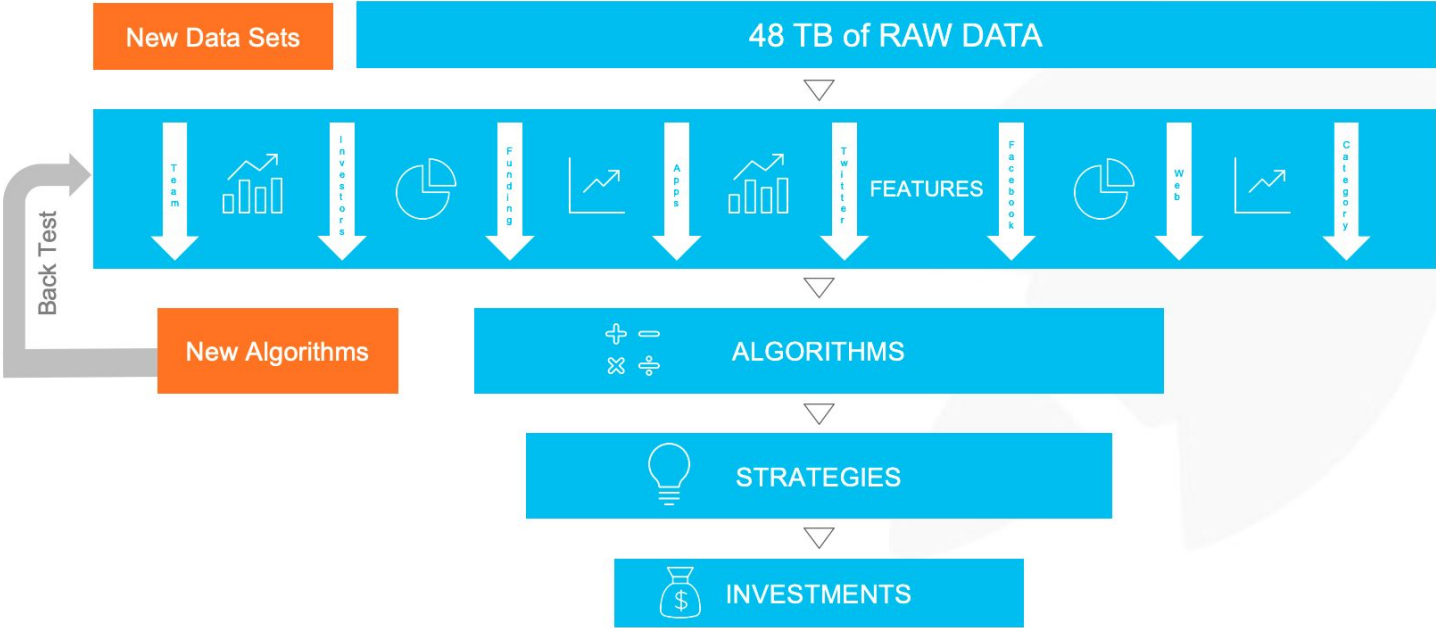 New Data Sets
48 TB of RAW DATA
Team
Investors
Funding
Apps
Twitter
FEATURES
Facebook
Web
Category
Back Test
New Algorithms
ALGORITHMS
STRATEGIES
$ INVESTMENTS